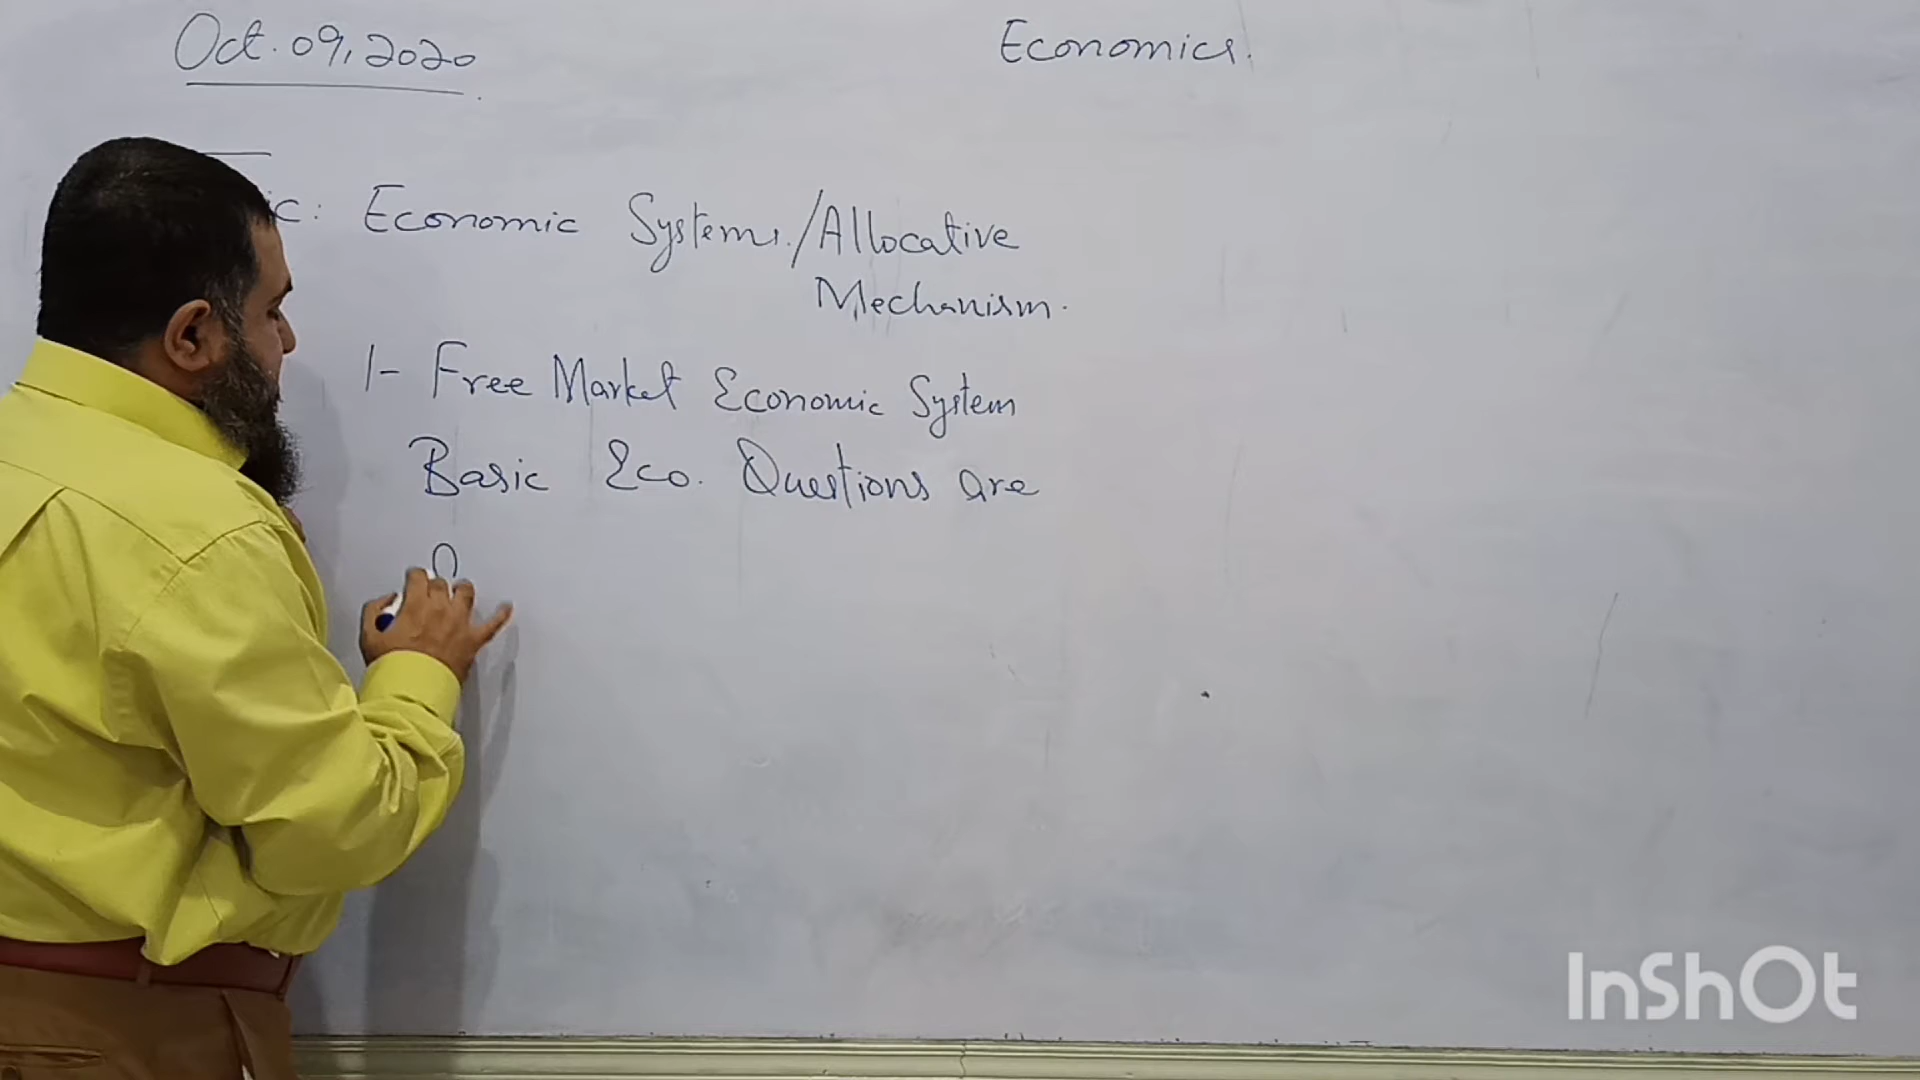 Oct. 09, 2020
Economics.
Economic Systems./Allocative
Mechanism.
1- Free Market Economic System
Basic Eco. Questions are
InShOt